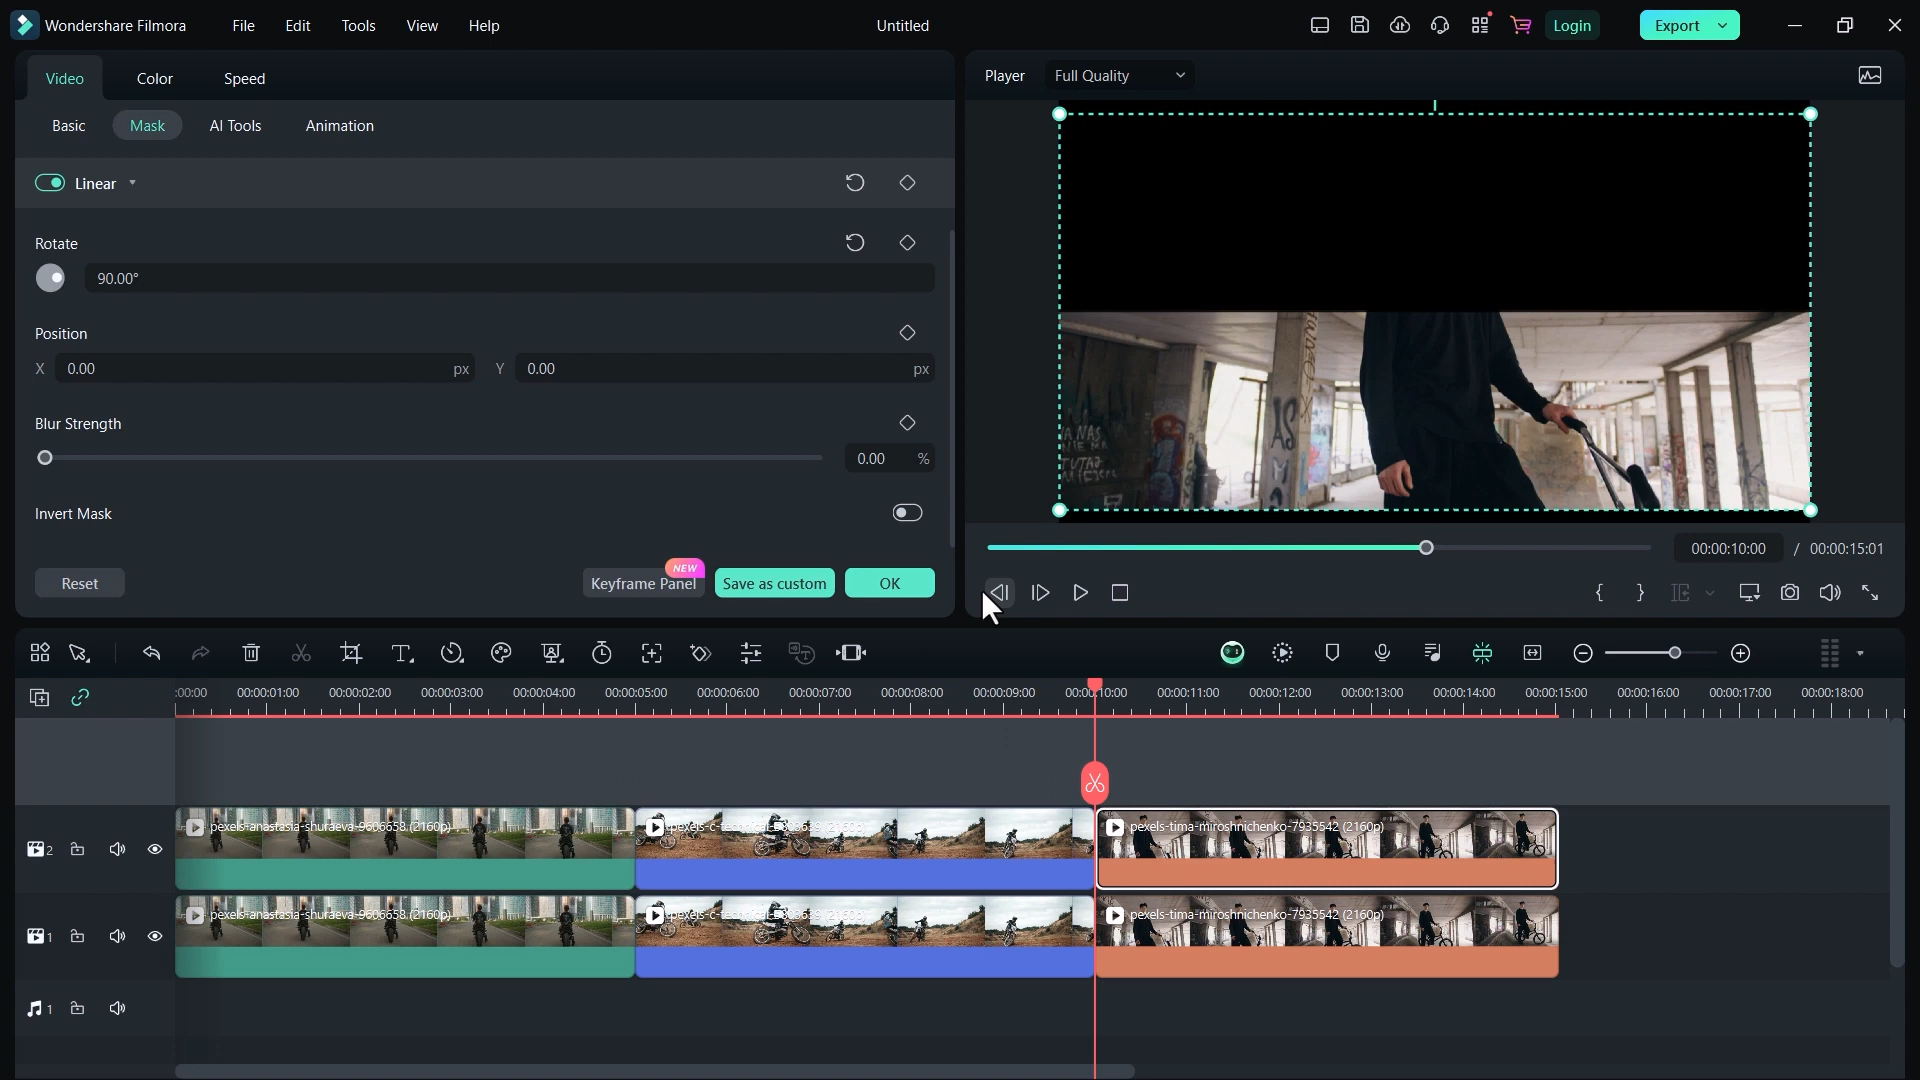 Wondershare Filmora
File
Edit
Tools
View
Help
Untitled
Login
Export
Video
Color
Speed
Player
Full Quality
Basic
Mask
AI Tools
Animation
Linear
Rotate
90.00°
Position
X
0.00
px
Y
0.00
px
Blur Strength
0.00
%
Invert Mask
Reset
NEW
Keyframe Panel
Save as custom
OK
00:00:10:00
/
00:00:15:01
:00:00
00:00:01:00
00:00:02:00
00:00:03:00
00:00:04:00
00:00:05:00
00:00:06:00
00:00:07:00
00:00:08:00
00:00:09:00
00:00:10:00
00:00:11:00
00:00:12:00
00:00:13:00
00:00:14:00
00:00:15:00
00:00:16:00
00:00:17:00
00:00:18:00
2
pexels-anastasia-shuraeva-9606658 (2160p)
pexels-tima-miroshnichenko-7935542 (2160p)
1
pexels-anastasia-shuraeva-9606658 (2160p)
pexels-tima-miroshnichenko-7935542 (2160p)
1